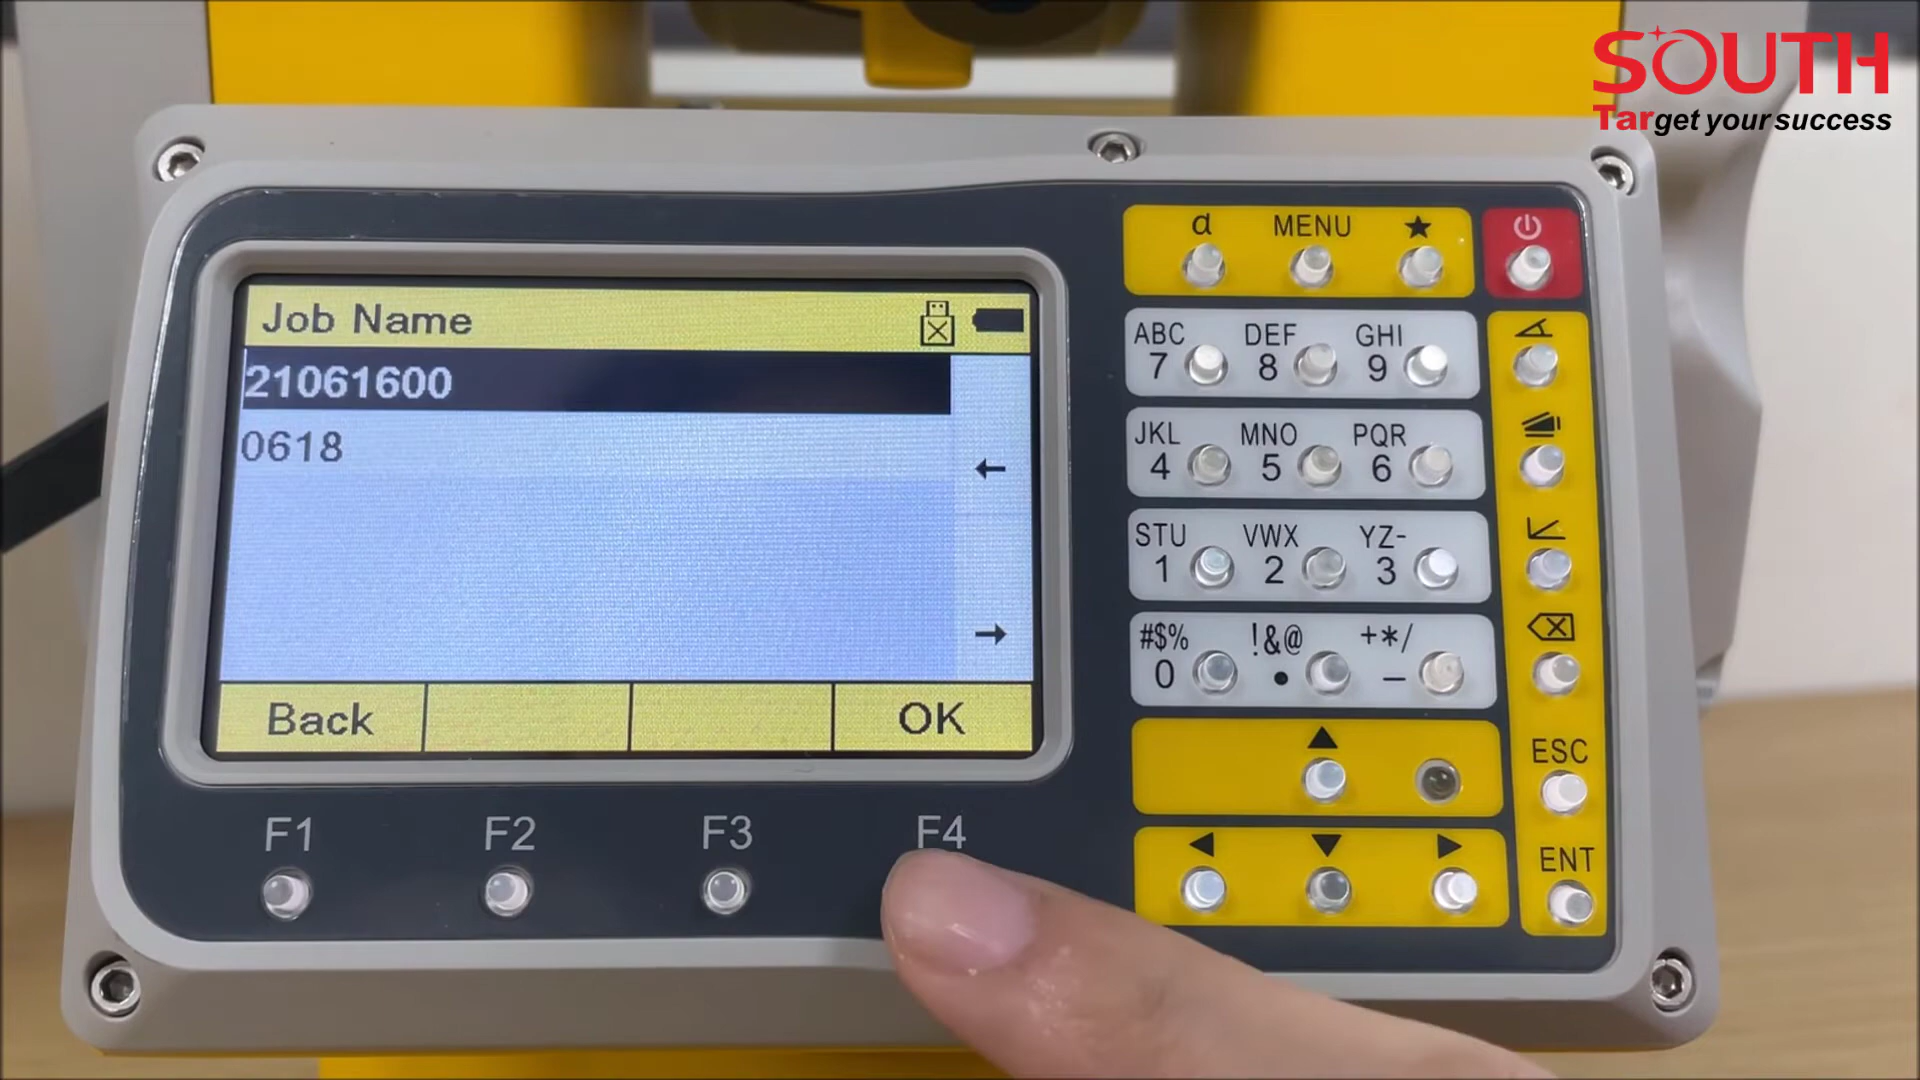 SOUTH
Target your success
Job Name
21061600
0618
←
→
Back OK
F1 F2 F3 F4
α MENU ★
ABC DEF GHI
7 8 9
JKL MNO PQR
4 5 6
STU VWX YZ-
1 2 3
#$% !&@ +*/
0 • –
ESC
ENT